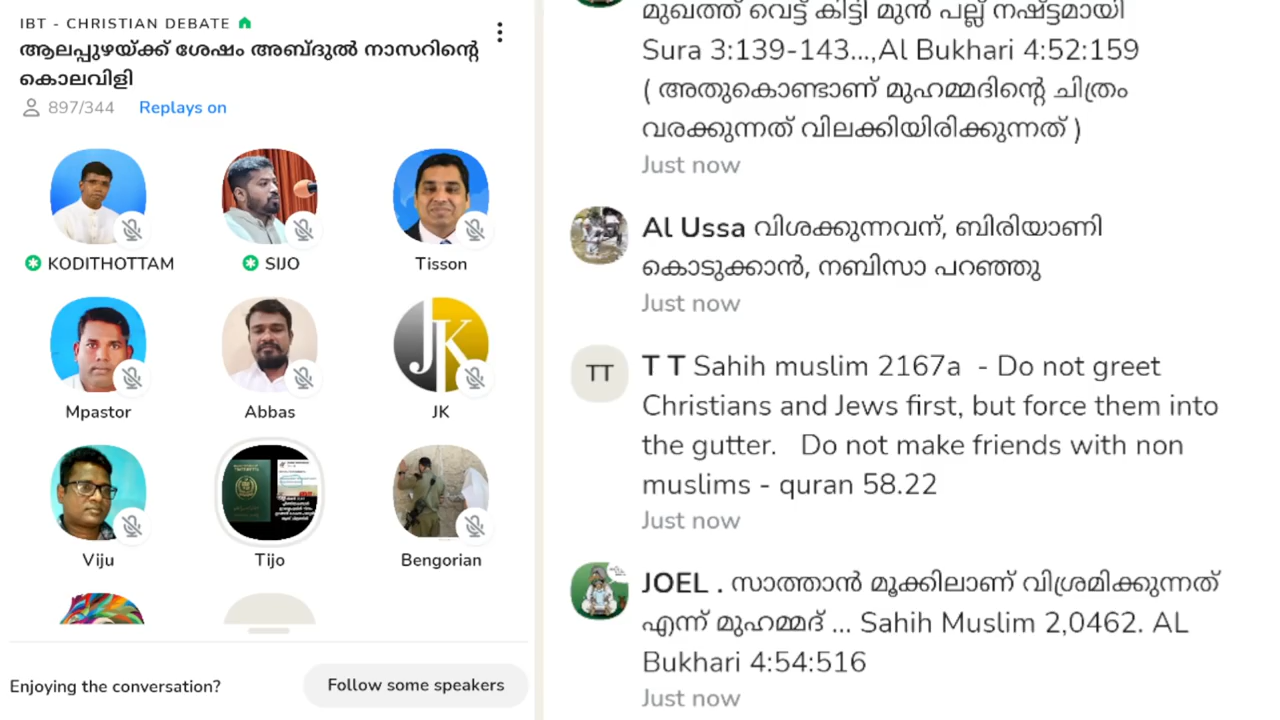 IBT - CHRISTIAN DEBATE
ആലപ്പുഴയ്ക്ക് ശേഷം അബ്ദുൽ നാസറിന്റെ
കൊലവിളി
897/344 Replays on
KODITHOTTAM
SIJO
Tisson
Mpastor
Abbas
JK
JK
Viju
Tijo
Bengorian
Enjoying the conversation?
Follow some speakers
മുഖത്ത് വെട്ട് കിട്ടി മുൻ പല്ല് നഷ്ട്ടമായി
Sura 3:139-143...,Al Bukhari 4:52:159
( അതുകൊണ്ടാണ് മുഹമ്മദിന്റെ ചിത്രം
വരക്കുന്നത് വിലക്കിയിരിക്കുന്നത് )
Just now
Al Ussa വിശക്കുന്നവന്, ബിരിയാണി
കൊടുക്കാൻ, നബിസാ പറഞ്ഞു
Just now
TT
T T Sahih muslim 2167a - Do not greet
Christians and Jews first, but force them into
the gutter. Do not make friends with non
muslims - quran 58.22
Just now
JOEL . സാത്താൻ മൂക്കിലാണ് വിശ്രമിക്കുന്നത്
എന്ന് മുഹമ്മദ് ... Sahih Muslim 2,0462. AL
Bukhari 4:54:516
Just now